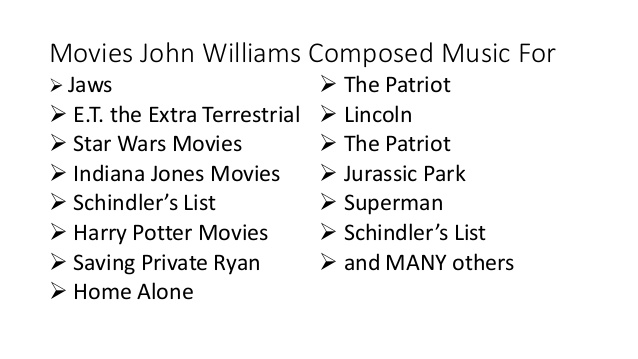 Movies John Williams Composed Music For
➢ Jaws
➢ E.T. the Extra Terrestrial
➢ Star Wars Movies
➢ Indiana Jones Movies
➢ Schindler’s List
➢ Harry Potter Movies
➢ Saving Private Ryan
➢ Home Alone
➢ The Patriot
➢ Lincoln
➢ The Patriot
➢ Jurassic Park
➢ Superman
➢ Schindler’s List
➢ and MANY others